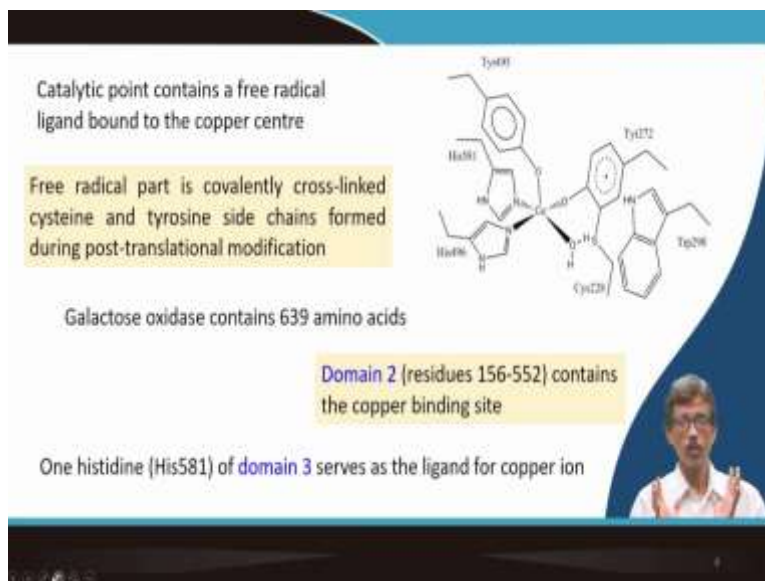 Catalytic point contains a free radical
ligand bound to the copper centre
Free radical part is covalently cross-linked
cysteine and tyrosine side chains formed
during post-translational modification
Galactose oxidase contains 639 amino acids
Domain 2 (residues 156-552) contains
the copper binding site
One histidine (His581) of domain 3 serves as the ligand for copper ion
Tyr495
Tyr272
His581
HN
N
O
O
Cu
HN
N
His496
N
H
O
H
H
S
Trp290
Cys228